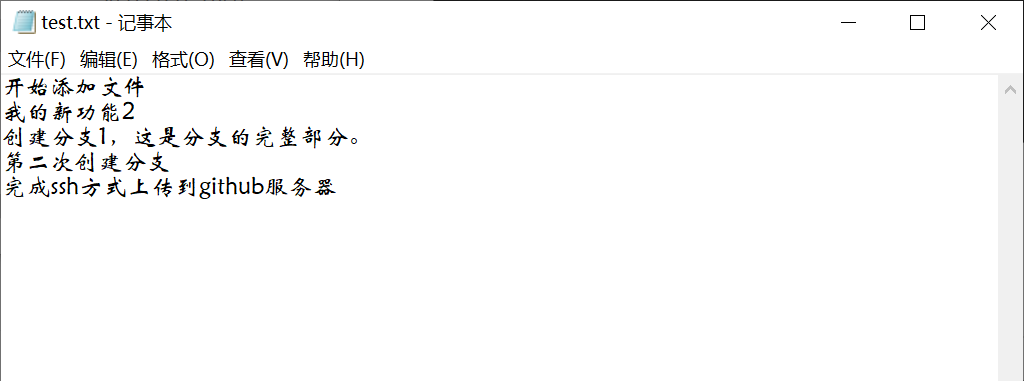 test.txt - 记事本
文件(F) 编辑(E) 格式(O) 查看(V) 帮助(H)
开始添加文件
我的新功能2
创建分支1，这是分支的完整部分。
第二次创建分支
完成ssh方式上传到github服务器